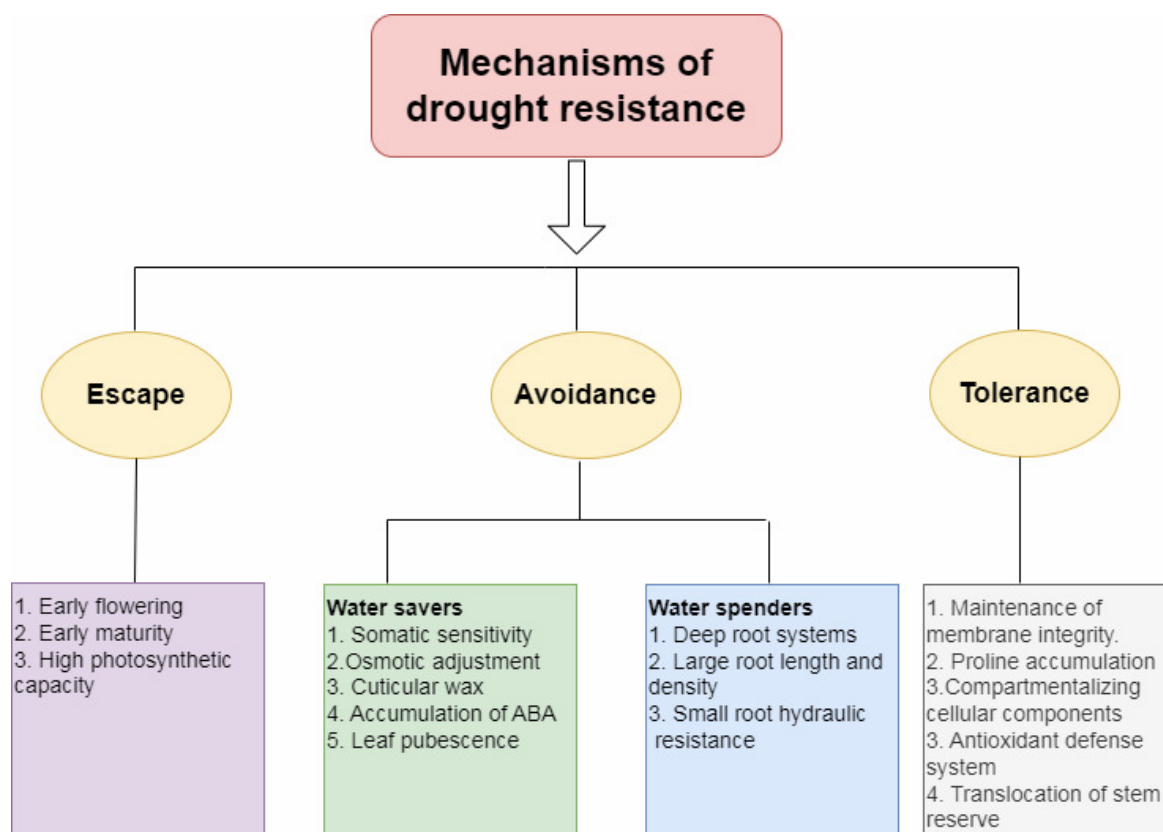 Mechanisms of
drought resistance
Escape
Avoidance
Tolerance
1. Early flowering
2. Early maturity
3. High photosynthetic
capacity
Water savers
1. Somatic sensitivity
2.Osmotic adjustment
3. Cuticular wax
4. Accumulation of ABA
5. Leaf pubescence
Water spenders
1. Deep root systems
2. Large root length and
density
3. Small root hydraulic
resistance
1. Maintenance of
membrane integrity.
2. Proline accumulation
3.Compartmentalizing
cellular components
3. Antioxidant defense
system
4. Translocation of stem
reserve